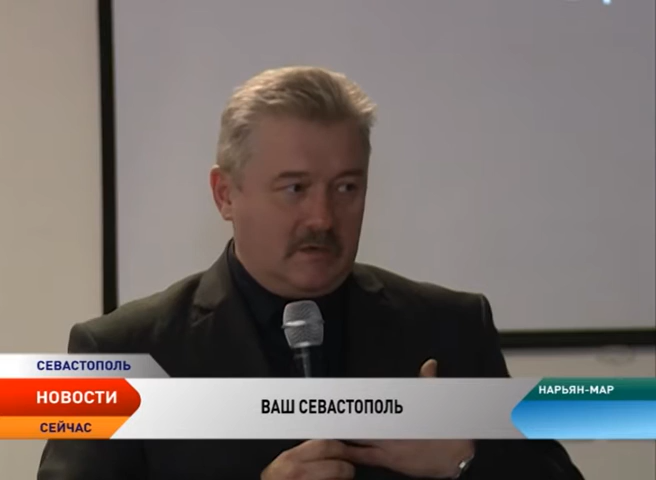 СЕВАСТОПОЛЬ
НОВОСТИ
СЕЙЧАС
ВАШ СЕВАСТОПОЛЬ
НАРЬЯН-МАР